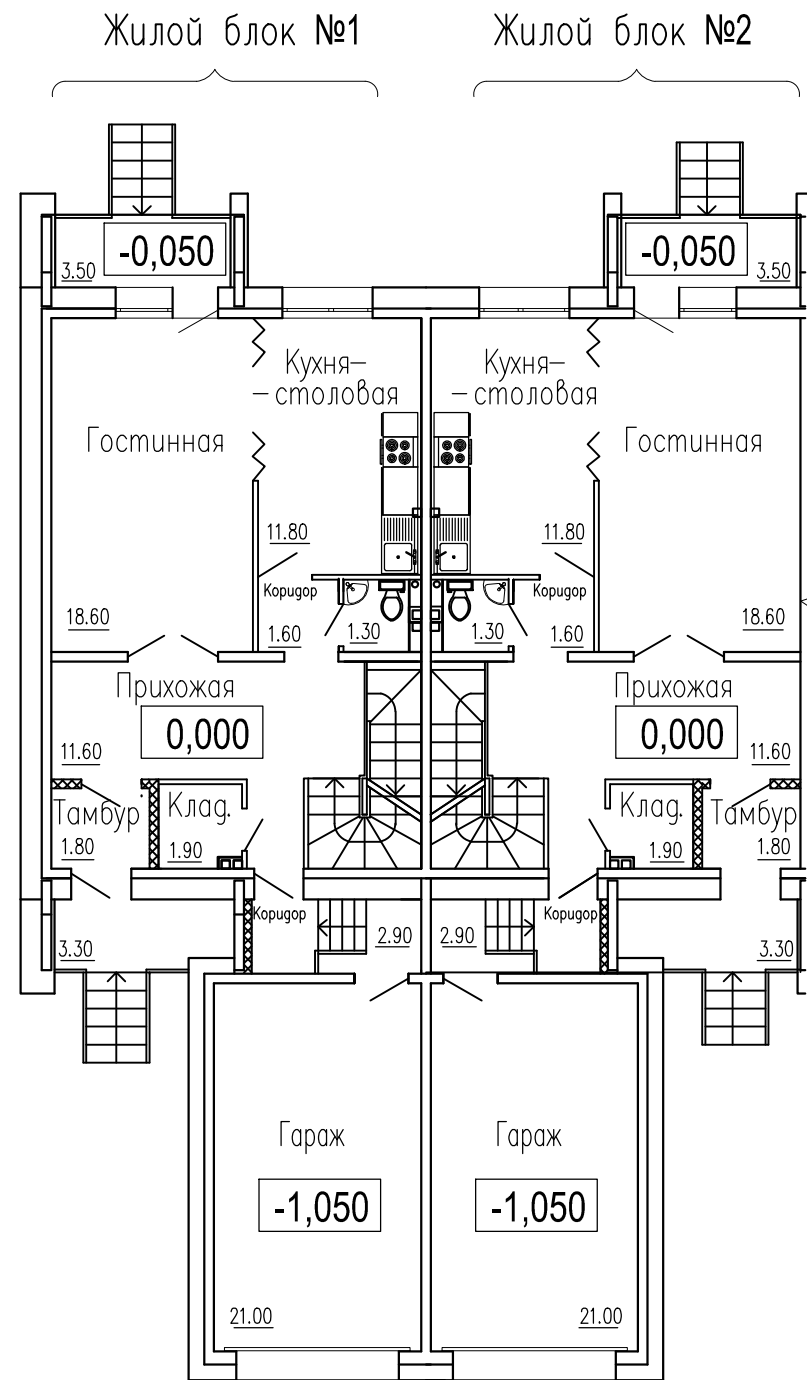 Жилой блок №1
Жилой блок №2
-0,050
-0,050
3.50
3.50
Кухня–
–столовая
Кухня–
–столовая
Гостинная
Гостинная
11.80
11.80
Коридор
Коридор
18.60
1.60
1.30
1.30
1.60
18.60
Прихожая
Прихожая
0,000
0,000
11.60
11.60
Тамбур
Клад.
Клад.
Тамбур
1.80
1.90
1.90
1.80
Коридор
Коридор
3.30
2.90
2.90
3.30
Гараж
Гараж
-1,050
-1,050
21.00
21.00